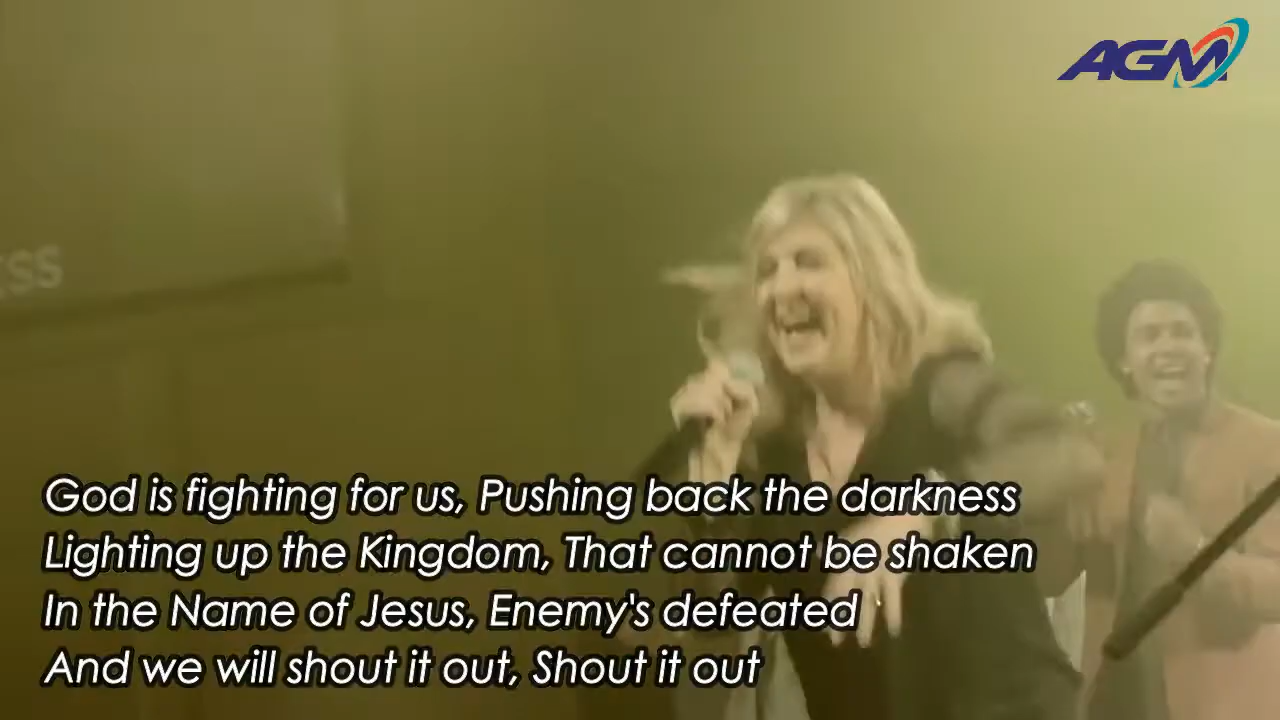 AGM
ESS
God is fighting for us, Pushing back the darkness
Lighting up the Kingdom, That cannot be shaken
In the Name of Jesus, Enemy's defeated
And we will shout it out, Shout it out